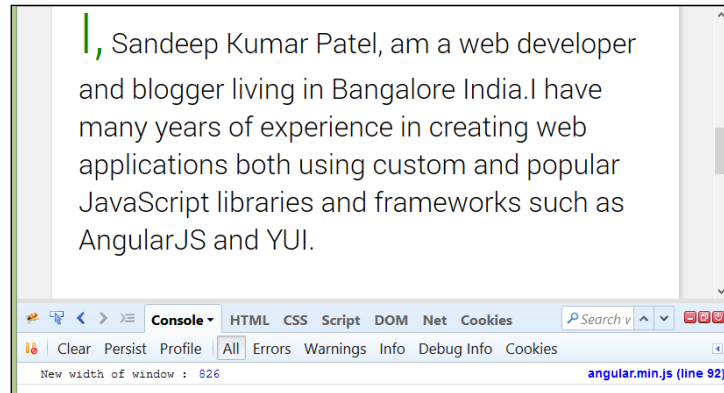 I, Sandeep Kumar Patel, am a web developer
and blogger living in Bangalore India.I have
many years of experience in creating web
applications both using custom and popular
JavaScript libraries and frameworks such as
AngularJS and YUI.
Console HTML CSS Script DOM Net Cookies Search v
Clear Persist Profile All Errors Warnings Info Debug Info Cookies
New width of window : 826 angular.min.js (line 92)